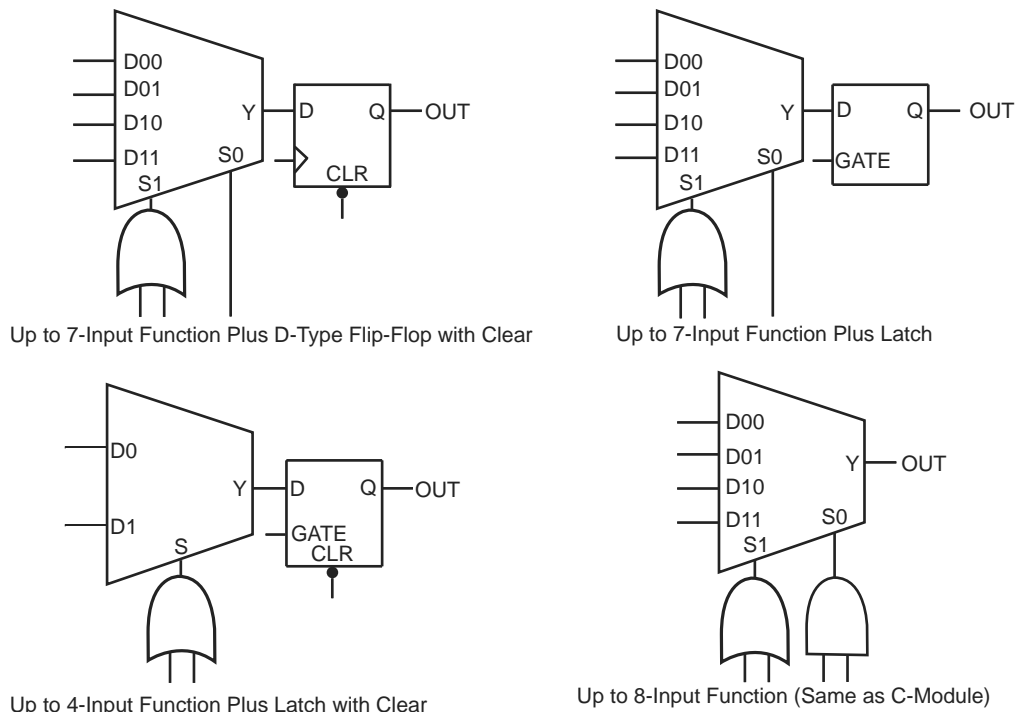 D00
D01
D10
D11
S1
S0
Y
D
Q
OUT
CLR
Up to 7-Input Function Plus D-Type Flip-Flop with Clear
D00
D01
D10
D11
S1
S0
Y
D
Q
OUT
GATE
Up to 7-Input Function Plus Latch
D0
D1
S
Y
D
Q
OUT
GATE
CLR
Up to 4-Input Function Plus Latch with Clear
D00
D01
D10
D11
S1
S0
Y
OUT
Up to 8-Input Function (Same as C-Module)